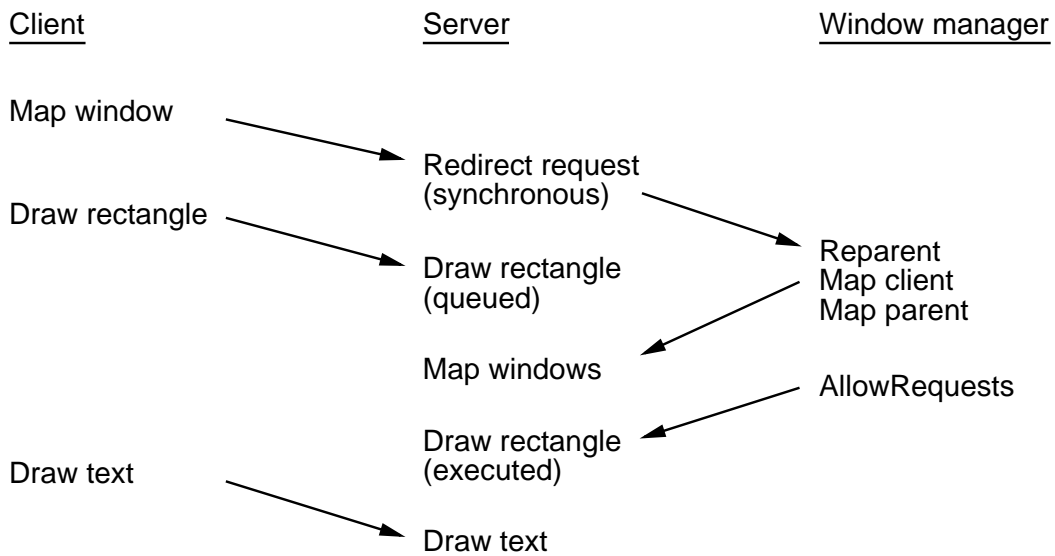 Client
Server
Window manager
Map window
Redirect request
(synchronous)
Draw rectangle
Reparent
Map client
Map parent
Draw rectangle
(queued)
Map windows
AllowRequests
Draw rectangle
(executed)
Draw text
Draw text